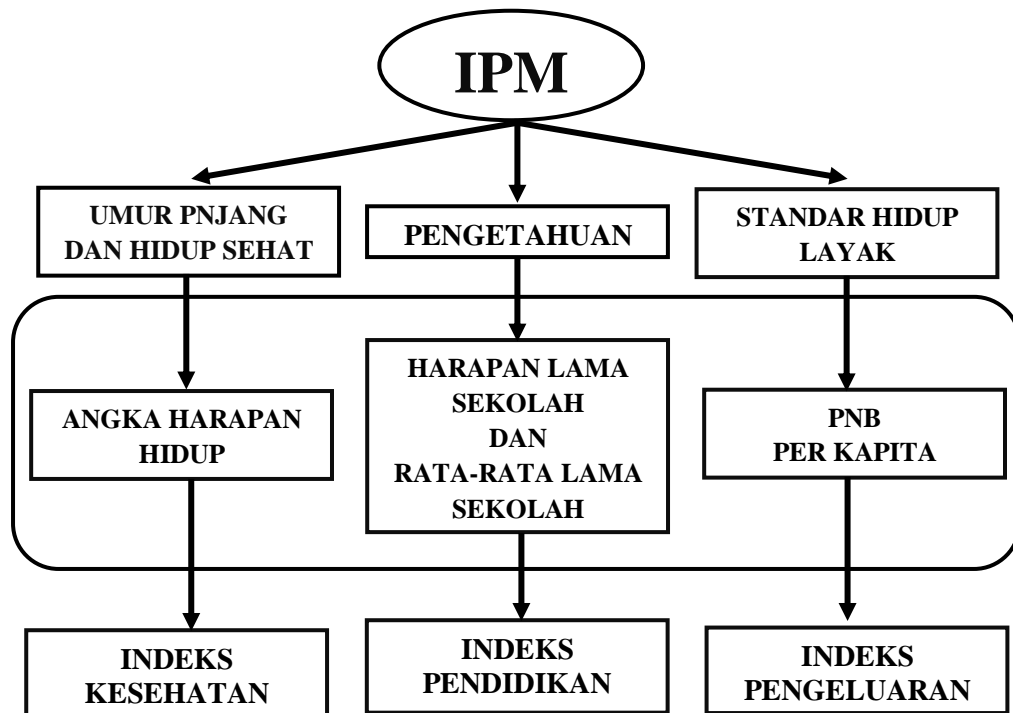 IPM
UMUR PNJANG
DAN HIDUP SEHAT
PENGETAHUAN
STANDAR HIDUP
LAYAK
ANGKA HARAPAN
HIDUP
HARAPAN LAMA
SEKOLAH
DAN
RATA-RATA LAMA
SEKOLAH
PNB
PER KAPITA
INDEKS
KESEHATAN
INDEKS
PENDIDIKAN
INDEKS
PENGELUARAN